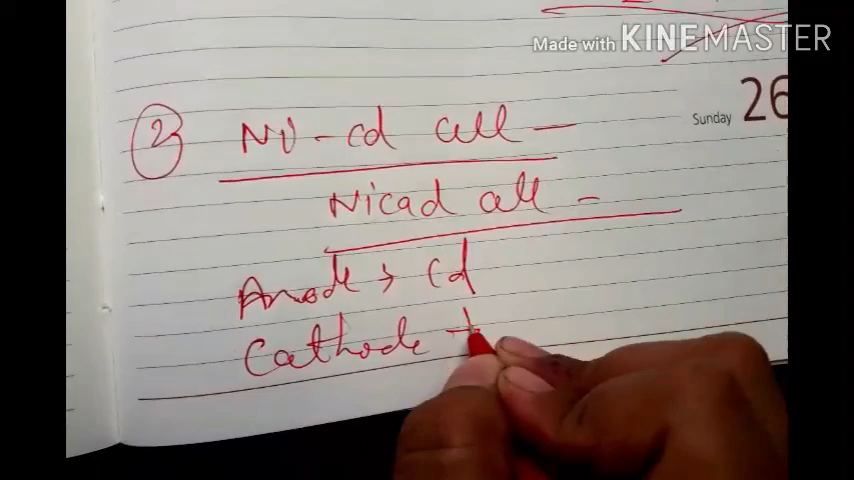 Made with KINEMASTER
Sunday 26
2 Ni-cd cell -
Nicad cell -
Anode > cd
Cathode